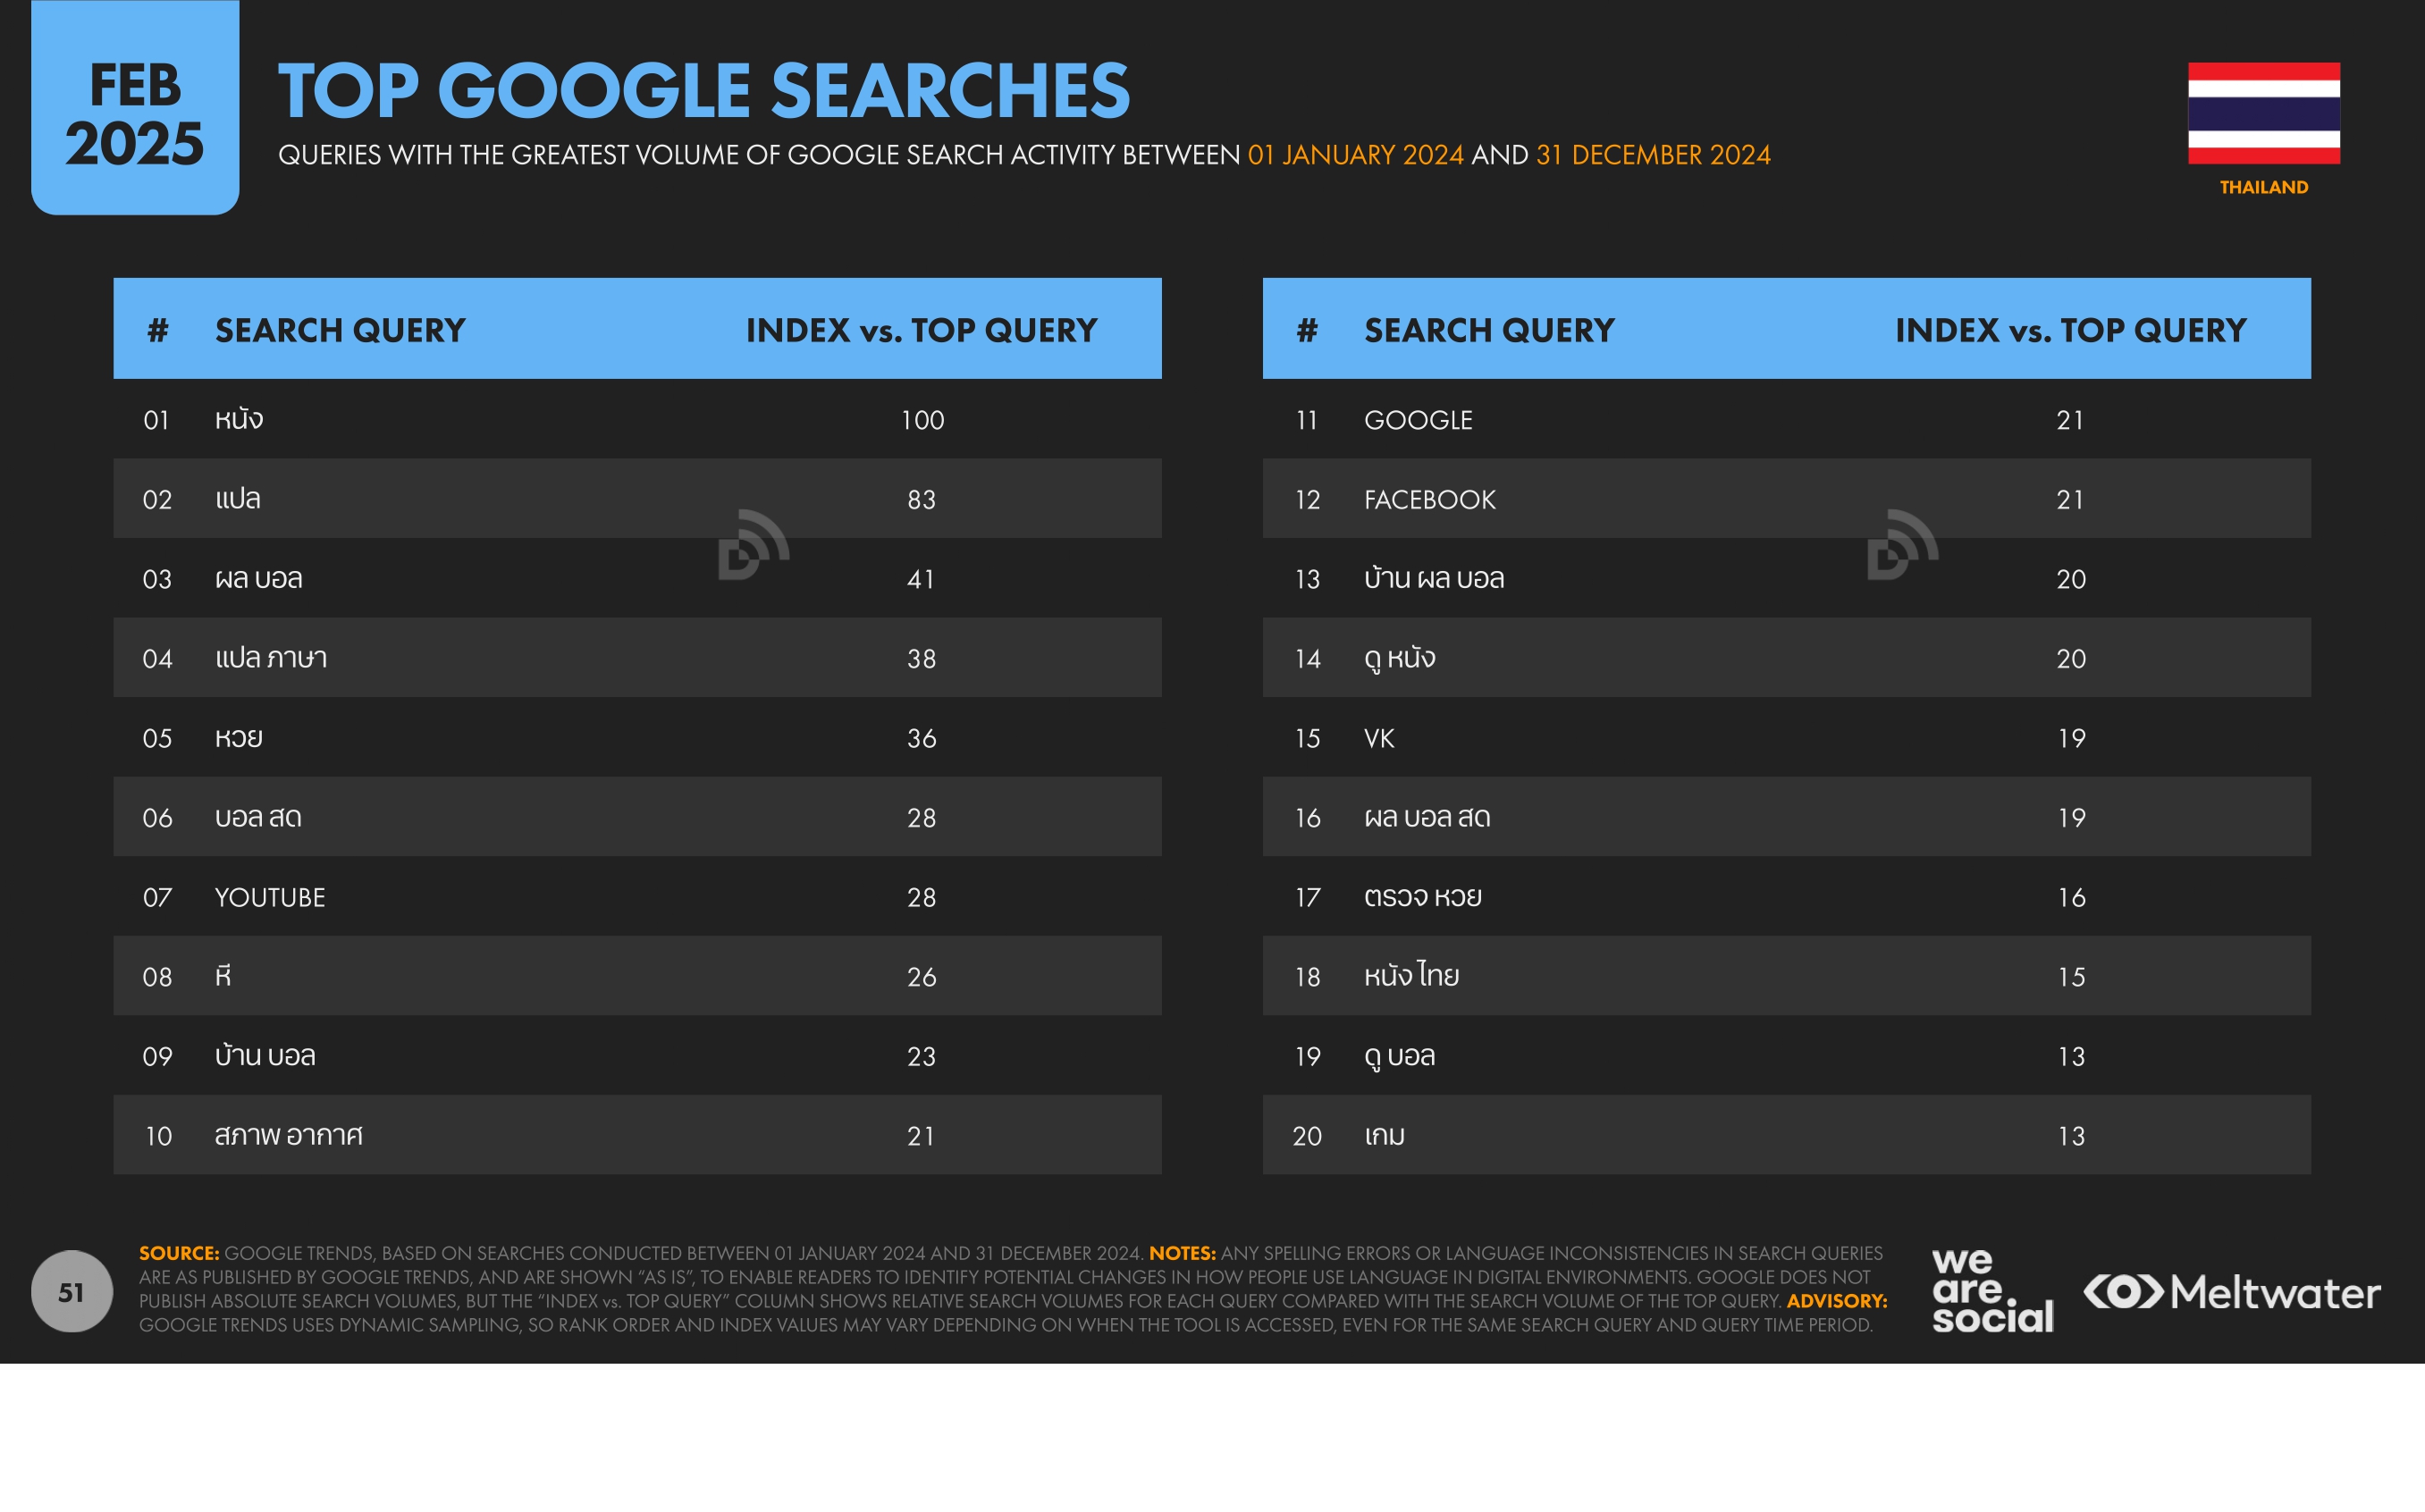 FEB
2025
TOP GOOGLE SEARCHES
QUERIES WITH THE GREATEST VOLUME OF GOOGLE SEARCH ACTIVITY BETWEEN 01 JANUARY 2024 AND 31 DECEMBER 2024
THAILAND
# SEARCH QUERY INDEX vs. TOP QUERY
01 หนัง 100
02 แปล 83
03 ผล บอล 41
04 แปล ภาษา 38
05 หวย 36
06 บอล สด 28
07 YOUTUBE 28
08 หี 26
09 บ้าน บอล 23
10 สภาพ อากาศ 21
# SEARCH QUERY INDEX vs. TOP QUERY
11 GOOGLE 21
12 FACEBOOK 21
13 บ้าน ผล บอล 20
14 ดู หนัง 20
15 VK 19
16 ผล บอล สด 19
17 ตรวจ หวย 16
18 หนัง ไทย 15
19 ดู บอล 13
20 เกม 13
51
SOURCE: GOOGLE TRENDS, BASED ON SEARCHES CONDUCTED BETWEEN 01 JANUARY 2024 AND 31 DECEMBER 2024. NOTES: ANY SPELLING ERRORS OR LANGUAGE INCONSISTENCIES IN SEARCH QUERIES
ARE AS PUBLISHED BY GOOGLE TRENDS, AND ARE SHOWN “AS IS”, TO ENABLE READERS TO IDENTIFY POTENTIAL CHANGES IN HOW PEOPLE USE LANGUAGE IN DIGITAL ENVIRONMENTS. GOOGLE DOES NOT
PUBLISH ABSOLUTE SEARCH VOLUMES, BUT THE “INDEX vs. TOP QUERY” COLUMN SHOWS RELATIVE SEARCH VOLUMES FOR EACH QUERY COMPARED WITH THE SEARCH VOLUME OF THE TOP QUERY. ADVISORY:
GOOGLE TRENDS USES DYNAMIC SAMPLING, SO RANK ORDER AND INDEX VALUES MAY VARY DEPENDING ON WHEN THE TOOL IS ACCESSED, EVEN FOR THE SAME SEARCH QUERY AND QUERY TIME PERIOD.
we
are
social
Meltwater